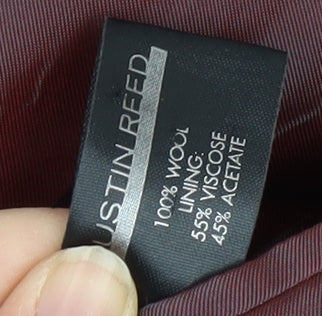 USTIN REED
100% WOOL
LINING:
55% VISCOSE
45% ACETATE